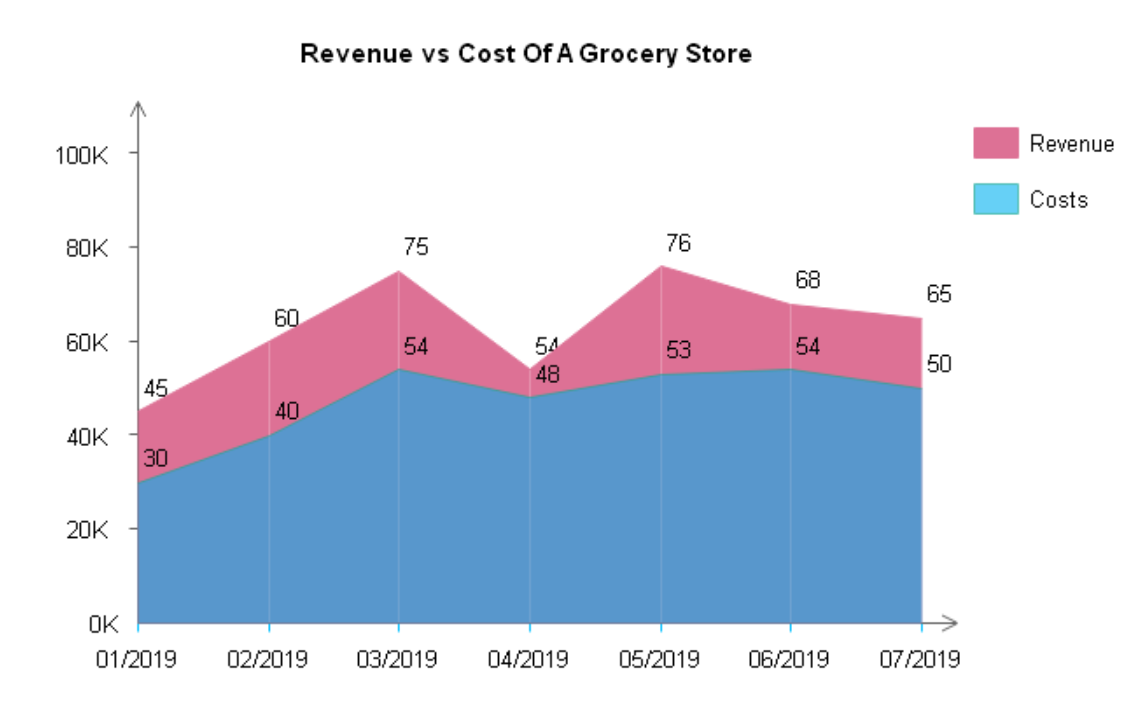 Revenue vs Cost Of A Grocery Store
Revenue
Costs
100K
80K
60K
40K
20K
0K
45
60
75
54
76
68
65
30
40
54
48
53
54
50
01/2019 02/2019 03/2019 04/2019 05/2019 06/2019 07/2019